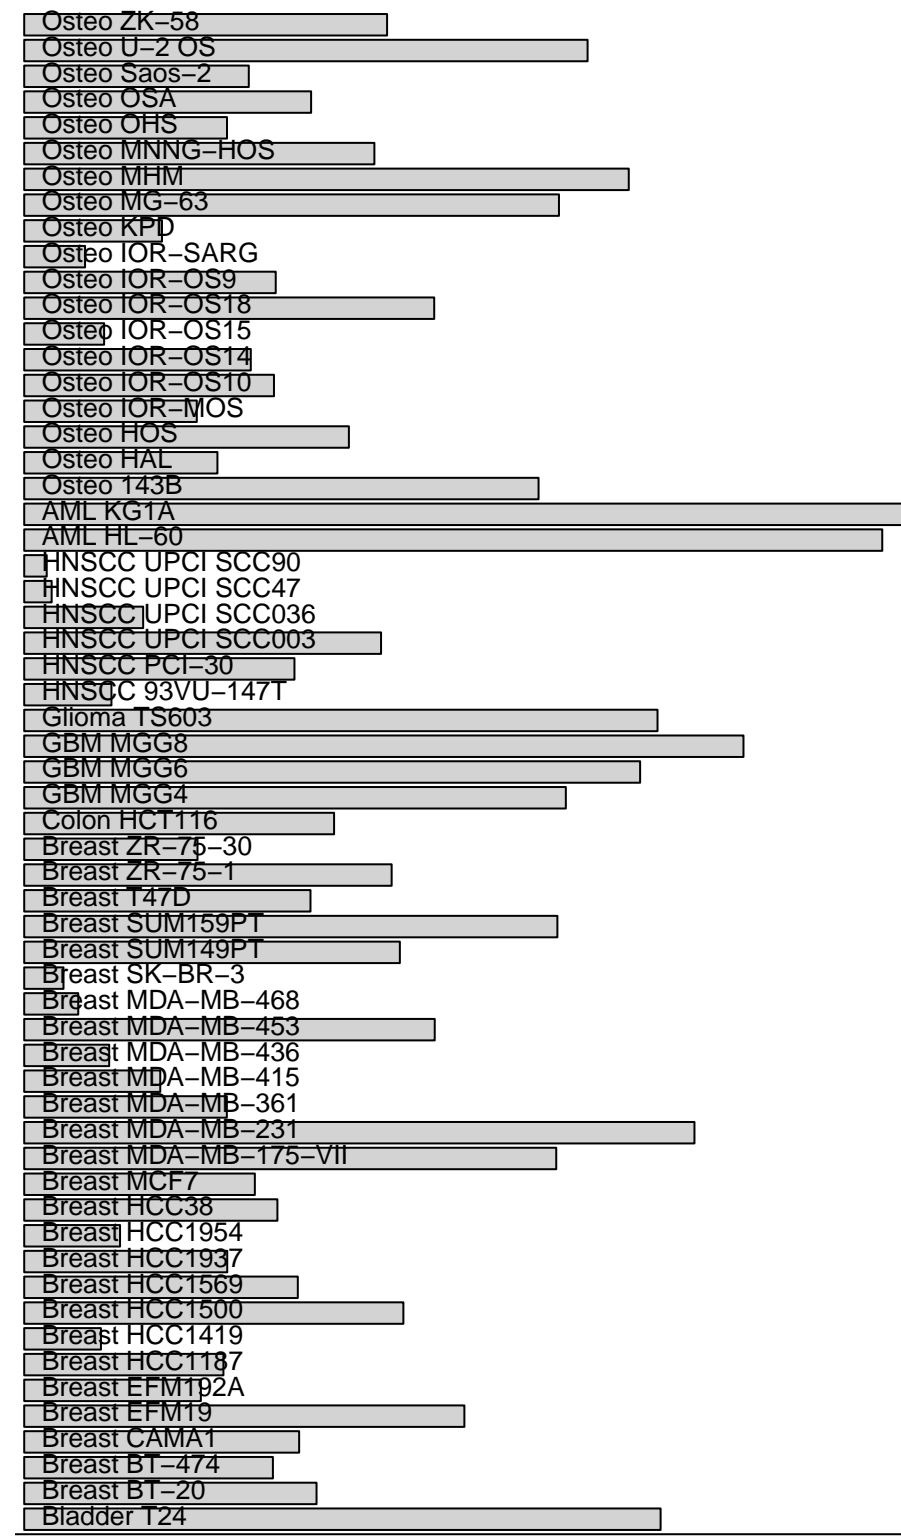 Osteo ZK−58
Osteo U−2 OS
Osteo Saos−2
Osteo OSA
Osteo OHS
Osteo MNNG−HOS
Osteo MHM
Osteo MG−63
Osteo KPD
Osteo IOR−SARG
Osteo IOR−OS9
Osteo IOR−OS18
Osteo IOR−OS15
Osteo IOR−OS14
Osteo IOR−OS10
Osteo IOR−MOS
Osteo HOS
Osteo HAL
Osteo 143B
AML KG1A
AML HL−60
HNSCC UPCI SCC90
HNSCC UPCI SCC47
HNSCC UPCI SCC036
HNSCC UPCI SCC003
HNSCC PCI−30
HNSCC 93VU−147T
Glioma TS603
GBM MGG8
GBM MGG6
GBM MGG4
Colon HCT116
Breast ZR−75−30
Breast ZR−75−1
Breast T47D
Breast SUM159PT
Breast SUM149PT
Breast SK−BR−3
Breast MDA−MB−468
Breast MDA−MB−453
Breast MDA−MB−436
Breast MDA−MB−415
Breast MDA−MB−361
Breast MDA−MB−231
Breast MDA−MB−175−VII
Breast MCF7
Breast HCC38
Breast HCC1954
Breast HCC1937
Breast HCC1569
Breast HCC1500
Breast HCC1419
Breast HCC1187
Breast EFM192A
Breast EFM19
Breast CAMA1
Breast BT−474
Breast BT−20
Bladder T24